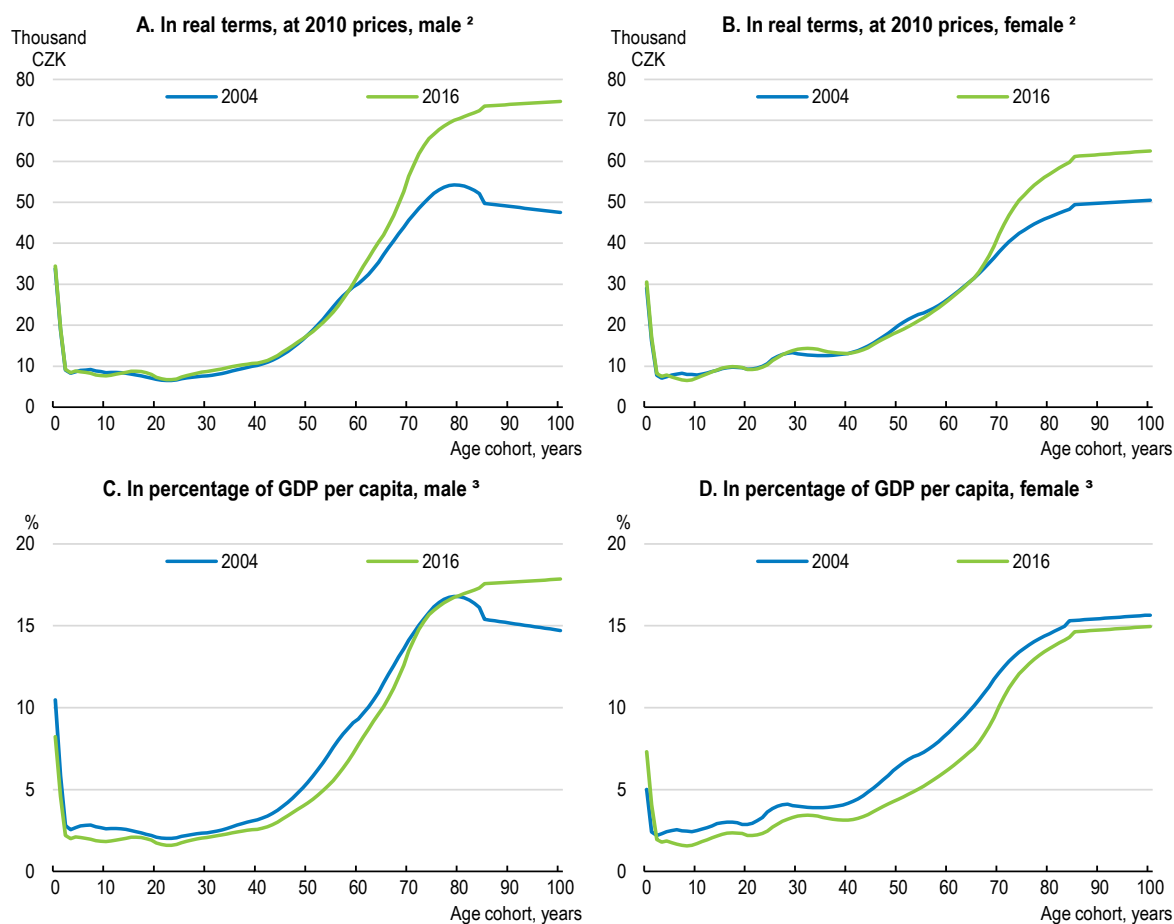 A. In real terms, at 2010 prices, male ²
Thousand
CZK
2004 2016
80
70
60
50
40
30
20
10
0
0 10 20 30 40 50 60 70 80 90 100
Age cohort, years
B. In real terms, at 2010 prices, female ²
Thousand
CZK
2004 2016
80
70
60
50
40
30
20
10
0
0 10 20 30 40 50 60 70 80 90 100
Age cohort, years
C. In percentage of GDP per capita, male ³
%
2004 2016
20
15
10
5
0
0 10 20 30 40 50 60 70 80 90 100
Age cohort, years
D. In percentage of GDP per capita, female ³
%
2004 2016
20
15
10
5
0
0 10 20 30 40 50 60 70 80 90 100
Age cohort, years